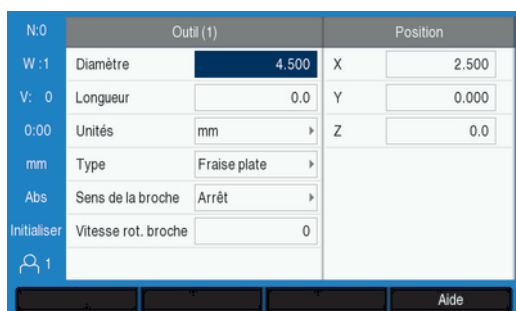 N:0
W :1
V: 0
0:00
mm
Abs
Initialiser
1
Outil (1)
Diamètre 4.500
Longueur 0.0
Unités mm
Type Fraise plate
Sens de la broche Arrêt
Vitesse rot. broche 0
Position
X 2.500
Y 0.000
Z 0.0
Aide